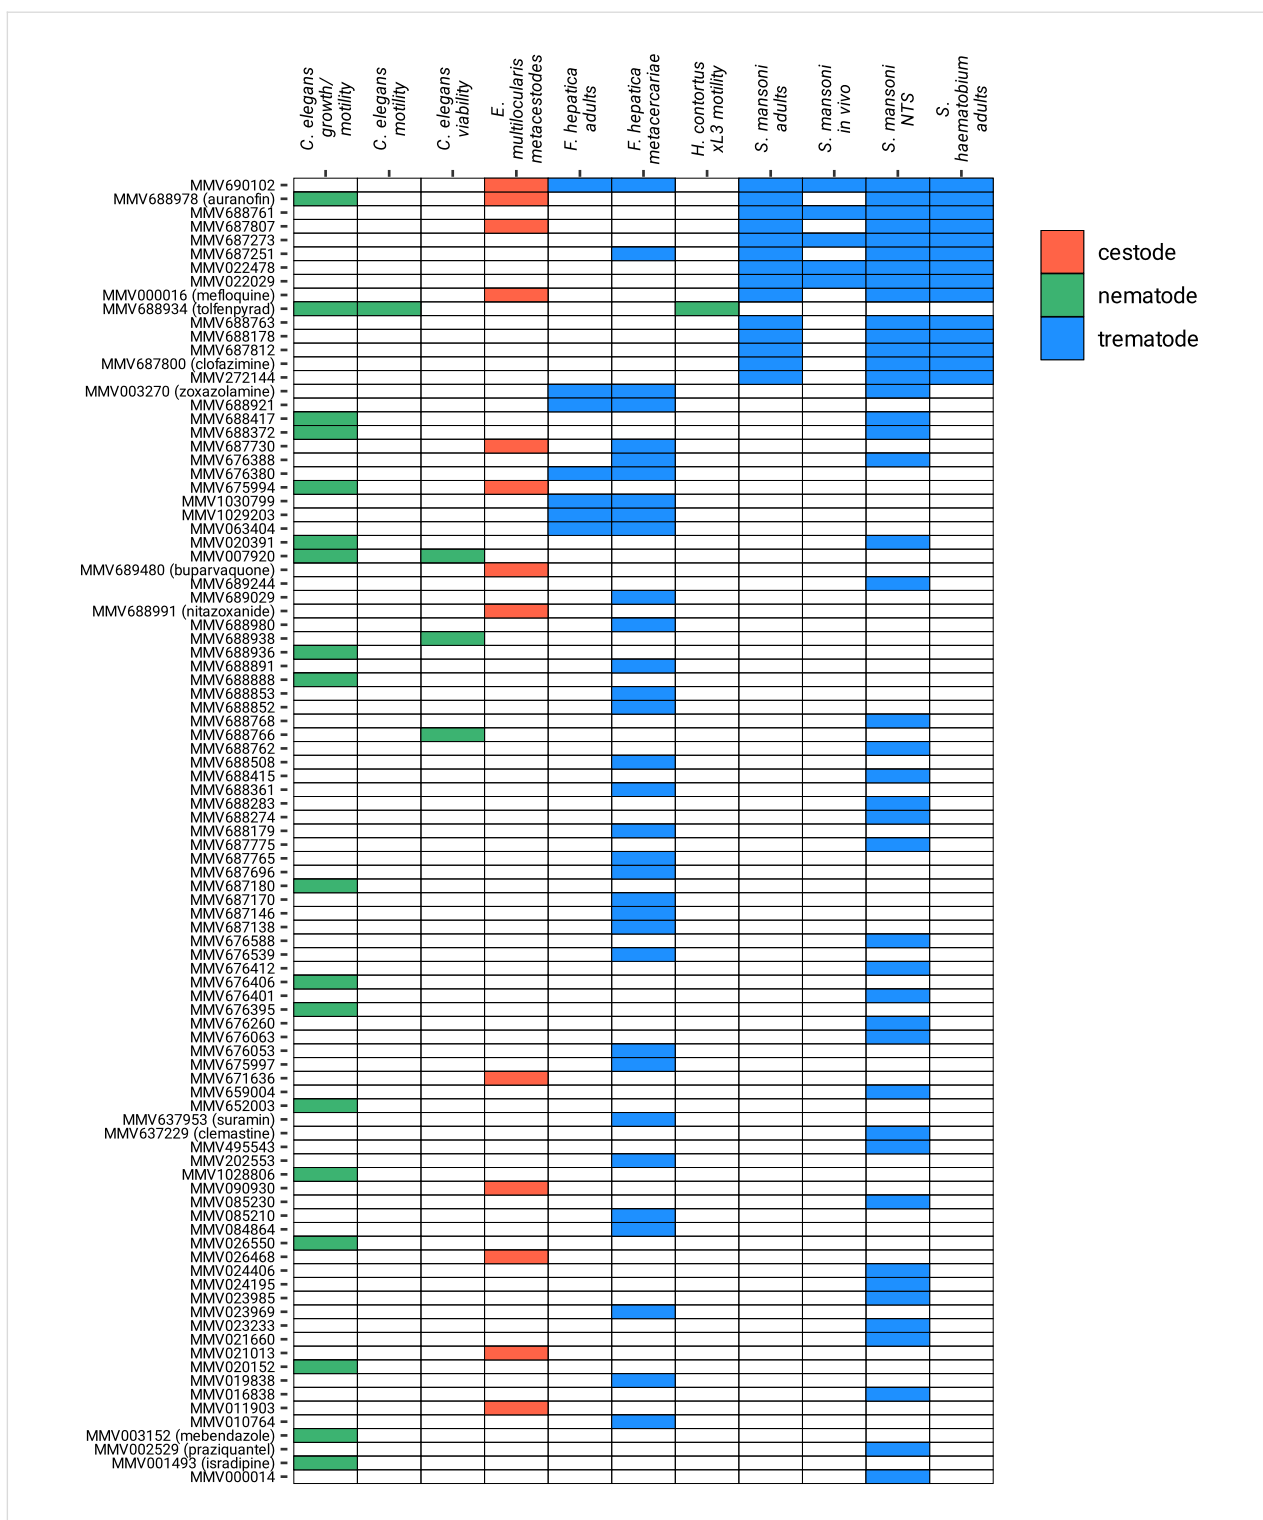 C. elegans
growth/
motility
C. elegans
motility
C. elegans
viability
E.
multilocularis
metacestodes
F. hepatica
adults
F. hepatica
metacercariae
H. contortus
xL3 motility
S. mansoni
adults
S. mansoni
in vivo
S. mansoni
NTS
S.
haematobium
adults
MMV690102
MMV688978 (auranofin)
MMV688761
MMV687807
MMV687273
MMV687251
MMV022478
MMV022029
MMV000016 (mefloquine)
MMV688934 (tolfenpyrad)
MMV688763
MMV688178
MMV687812
MMV687800 (clofazimine)
MMV272144
MMV003270 (zoxazolamine)
MMV688921
MMV688417
MMV688372
MMV687730
MMV676388
MMV676380
MMV675994
MMV1030799
MMV1029203
MMV063404
MMV020391
MMV007920
MMV689480 (buparvaquone)
MMV689244
MMV689029
MMV688991 (nitazoxanide)
MMV688980
MMV688938
MMV688936
MMV688891
MMV688888
MMV688853
MMV688852
MMV688768
MMV688766
MMV688762
MMV688508
MMV688415
MMV688361
MMV688283
MMV688274
MMV688179
MMV687775
MMV687765
MMV687696
MMV687180
MMV687170
MMV687146
MMV687138
MMV676588
MMV676539
MMV676412
MMV676406
MMV676401
MMV676395
MMV676260
MMV676063
MMV676053
MMV675997
MMV671636
MMV659004
MMV652003
MMV637953 (suramin)
MMV637229 (clemastine)
MMV495543
MMV202553
MMV1028806
MMV090930
MMV085230
MMV085210
MMV084864
MMV026550
MMV026468
MMV024406
MMV024195
MMV023985
MMV023969
MMV023233
MMV021660
MMV021013
MMV020152
MMV019838
MMV016838
MMV011903
MMV010764
MMV003152 (mebendazole)
MMV002529 (praziquantel)
MMV001493 (isradipine)
MMV000014
cestode
nematode
trematode